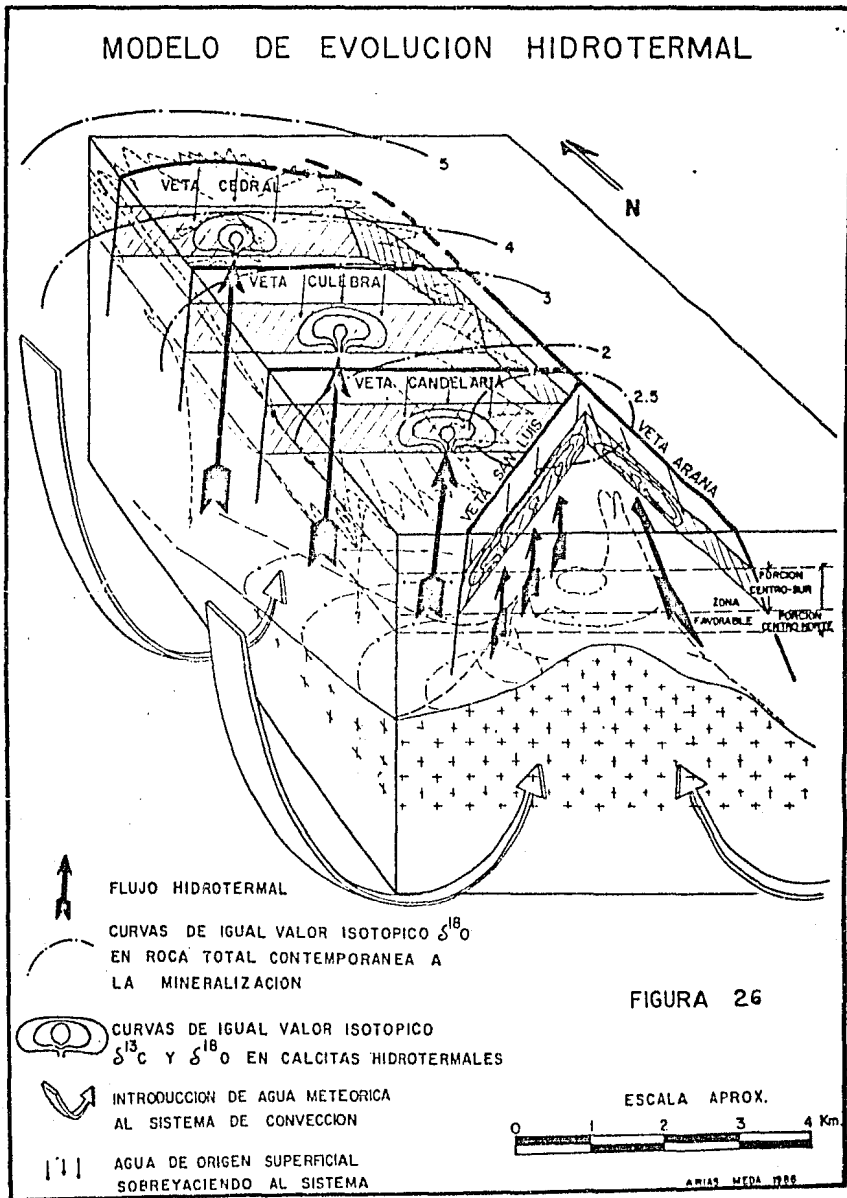 MODELO DE EVOLUCION HIDROTERMAL
5
VETA CEDRAL
N
4
3
VETA CULEBRA
2
VETA CANDELARIA
2.5
VETA SAN LUIS
VETA ARANA
PORCION
CENTRO-SUR
ZONA
FAVORABLE
PORCION
CENTRO NORTE
FLUJO HIDROTERMAL
CURVAS DE IGUAL VALOR ISOTOPICO δ18O
EN ROCA TOTAL CONTEMPORANEA A
LA MINERALIZACION
FIGURA 26
CURVAS DE IGUAL VALOR ISOTOPICO
δ13C Y δ18O EN CALCITAS HIDROTERMALES
INTRODUCCION DE AGUA METEORICA
AL SISTEMA DE CONVECCION
ESCALA APROX.
0 1 2 3 4 Km.
AGUA DE ORIGEN SUPERFICIAL
SOBREYACIENDO AL SISTEMA
ARIAS MEDA 1986